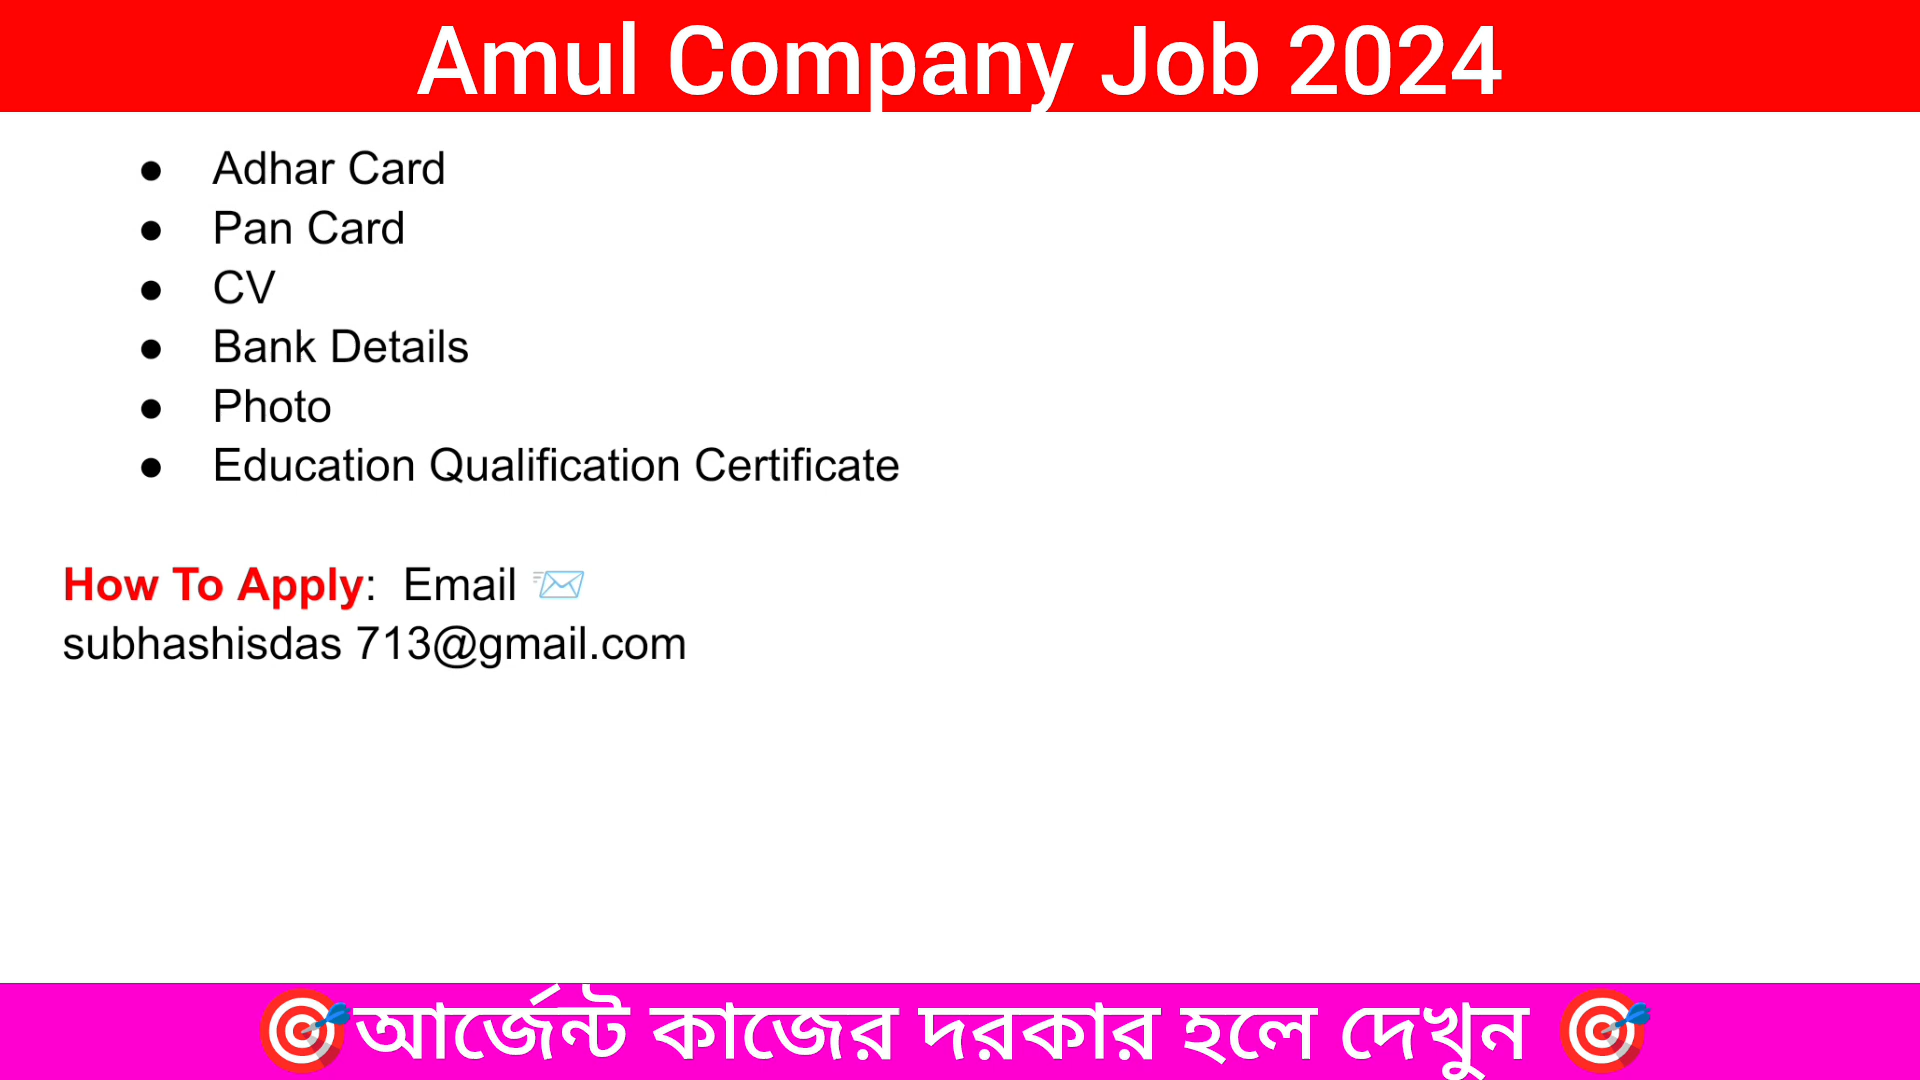 Amul Company Job 2024
● Adhar Card
● Pan Card
● CV
● Bank Details
● Photo
● Education Qualification Certificate
How To Apply: Email 📨
subhashisdas 713@gmail.com
🎯আর্জেন্ট কাজের দরকার হলে দেখুন 🎯